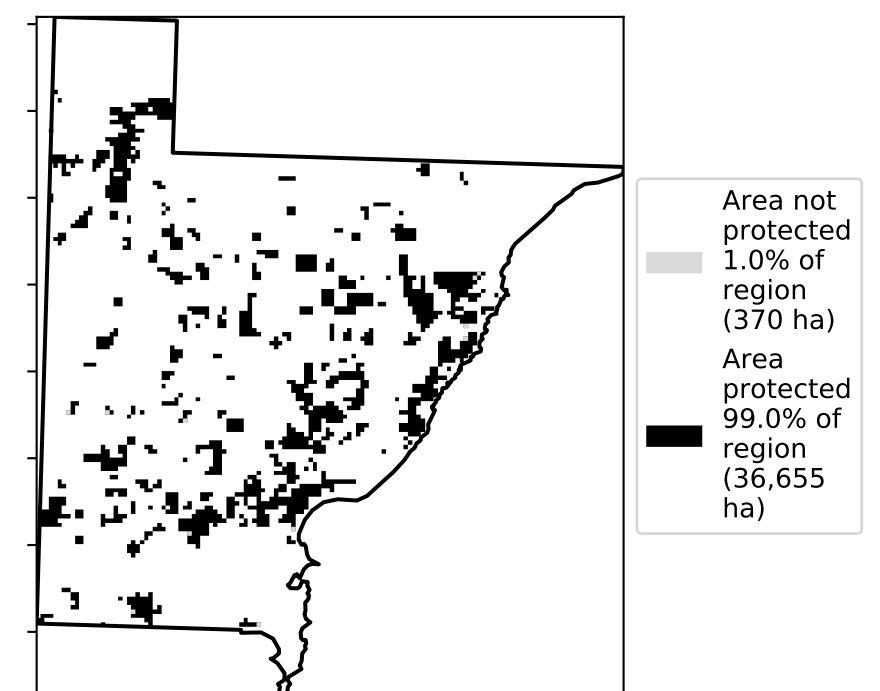 Area not
protected
1.0% of
region
(370 ha)
Area
protected
99.0% of
region
(36,655
ha)